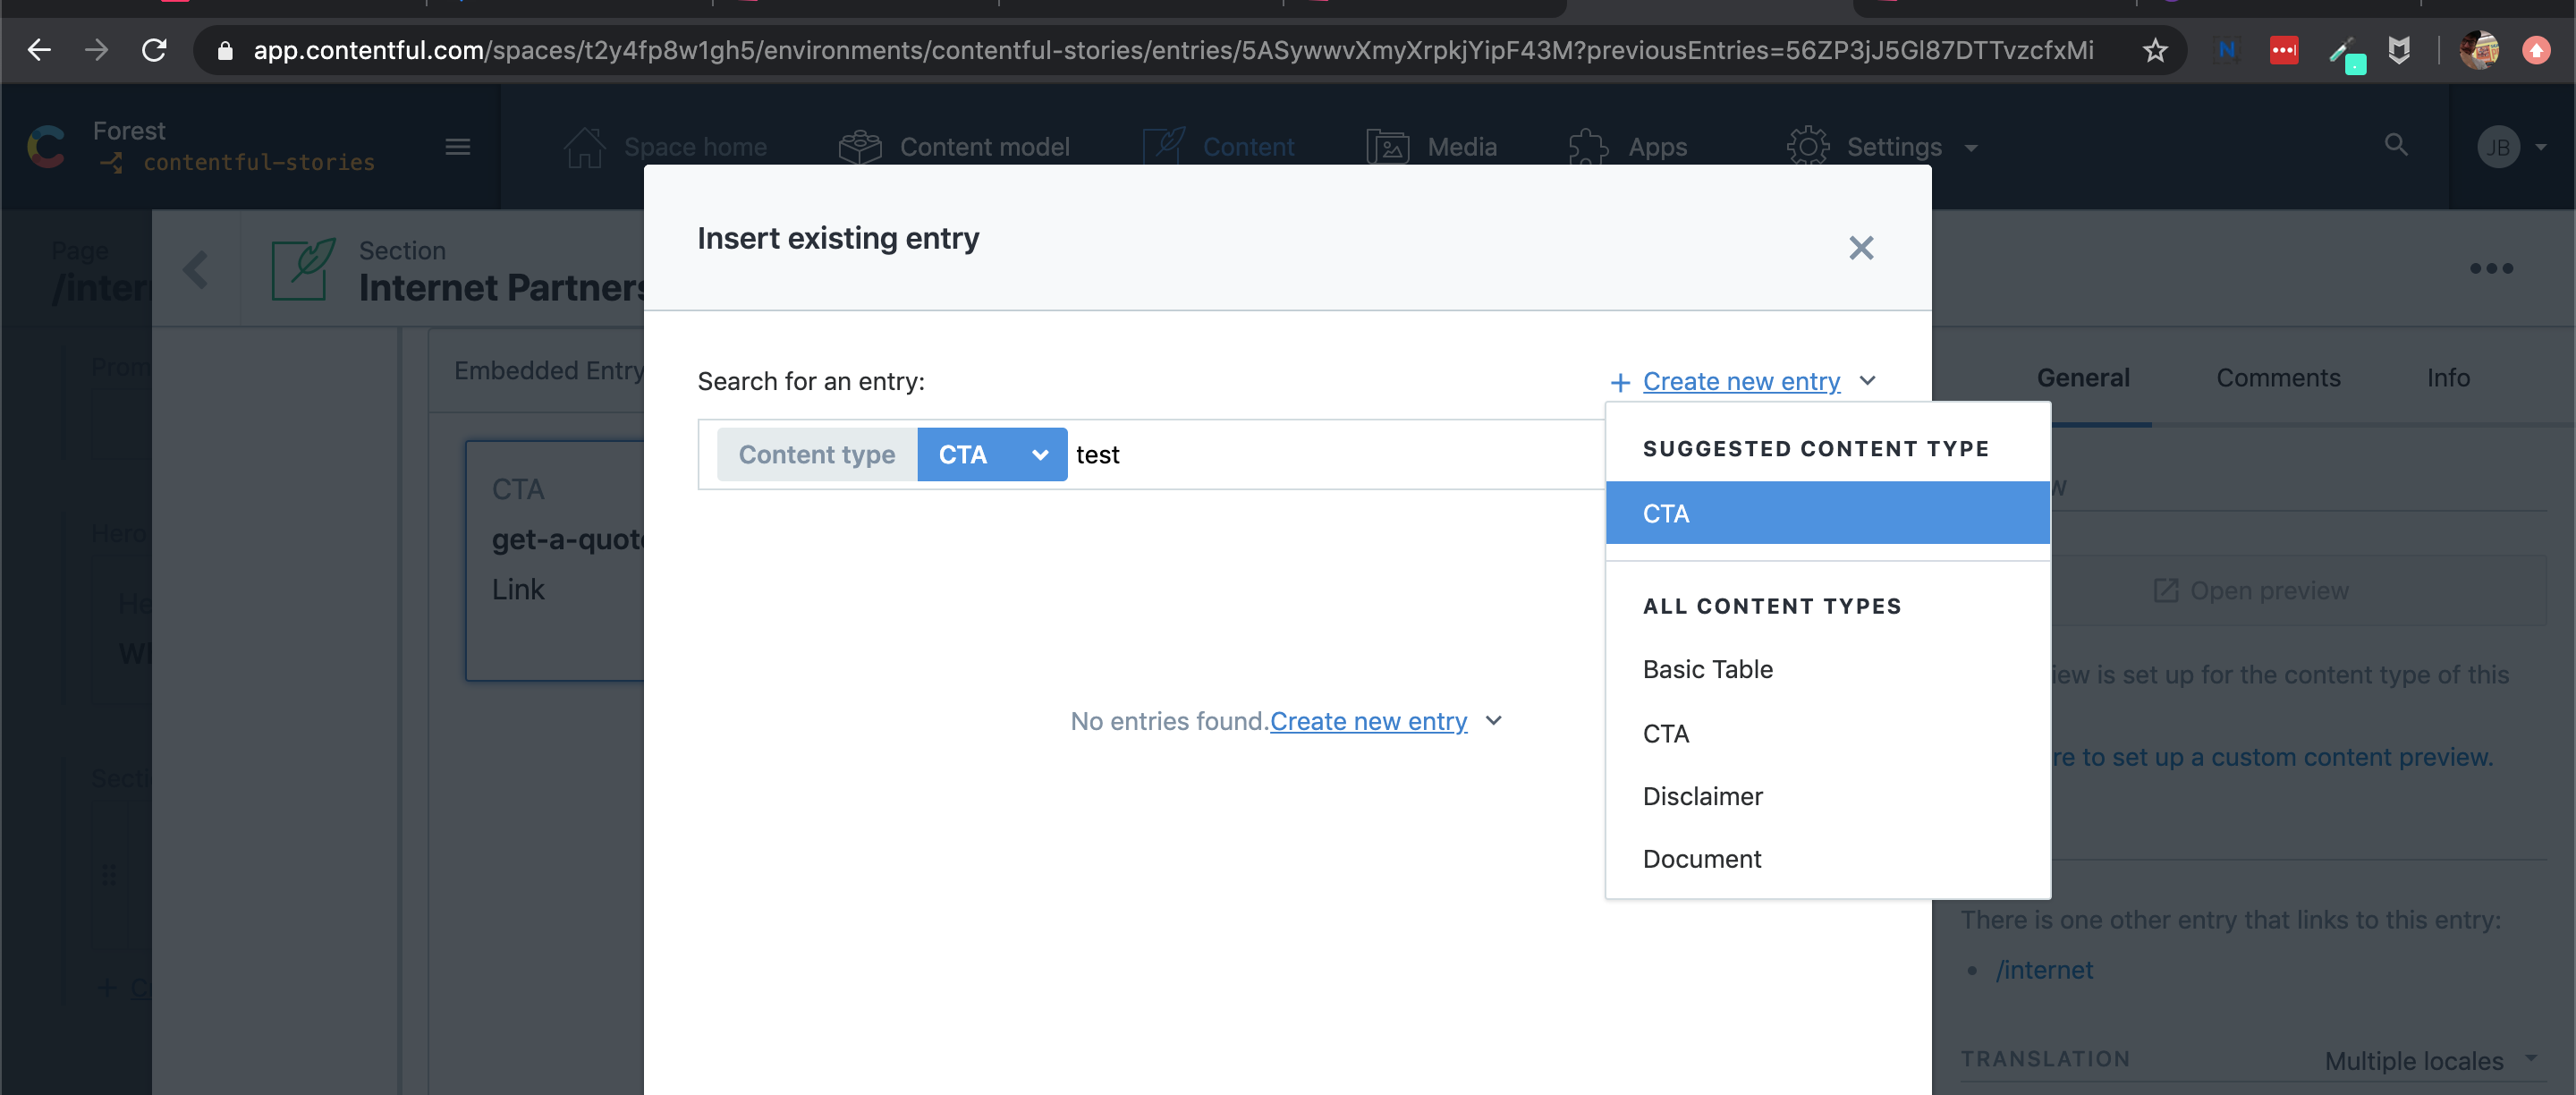 app.contentful.com/spaces/t2y4fp8w1gh5/environments/contentful-stories/entries/5ASywwvXmyXrpkjYipF43M?previousEntries=56ZP3jJ5Gl87DTTvzcfxMi
Forest
contentful-stories
Space home
Content model
Content
Media
Apps
Settings
JB
Page
/inter
Section
Internet Partners
Insert existing entry
Prom
Embedded Entry
Search for an entry:
+ Create new entry
General
Comments
Info
Content type
CTA
test
SUGGESTED CONTENT TYPE
w
CTA
CTA
get-a-quot
Hero
Link
ALL CONTENT TYPES
Open preview
He
Basic Table
iew is set up for the content type of this
No entries found.Create new entry
CTA
re to set up a custom content preview.
Secti
Disclaimer
Document
There is one other entry that links to this entry:
• /internet
+ C
TRANSLATION
Multiple locales